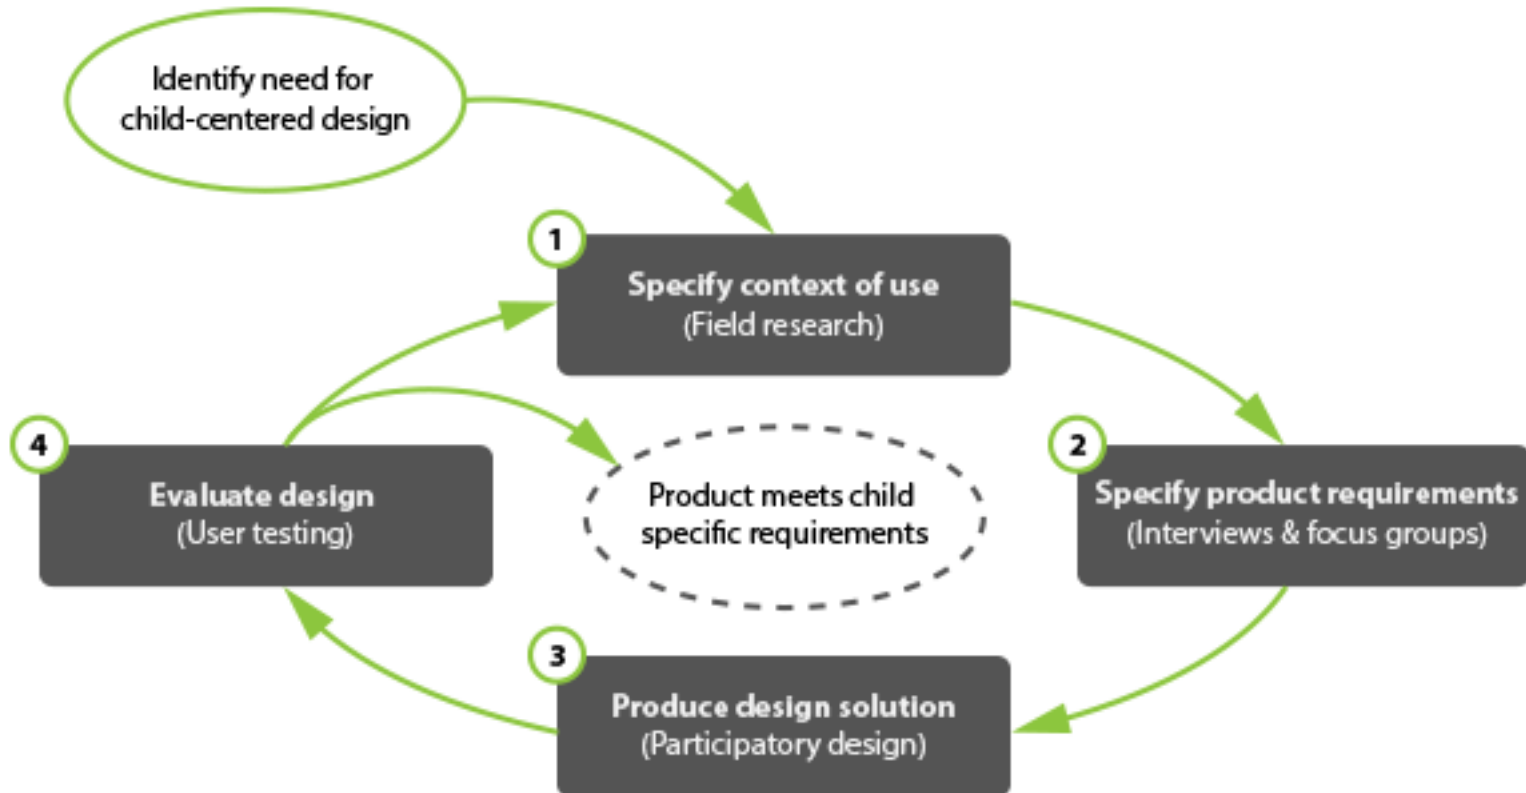 Identify need for
child-centered design
1
Specify context of use
(Field research)
2
Specify product requirements
(Interviews & focus groups)
3
Produce design solution
(Participatory design)
4
Evaluate design
(User testing)
Product meets child
specific requirements